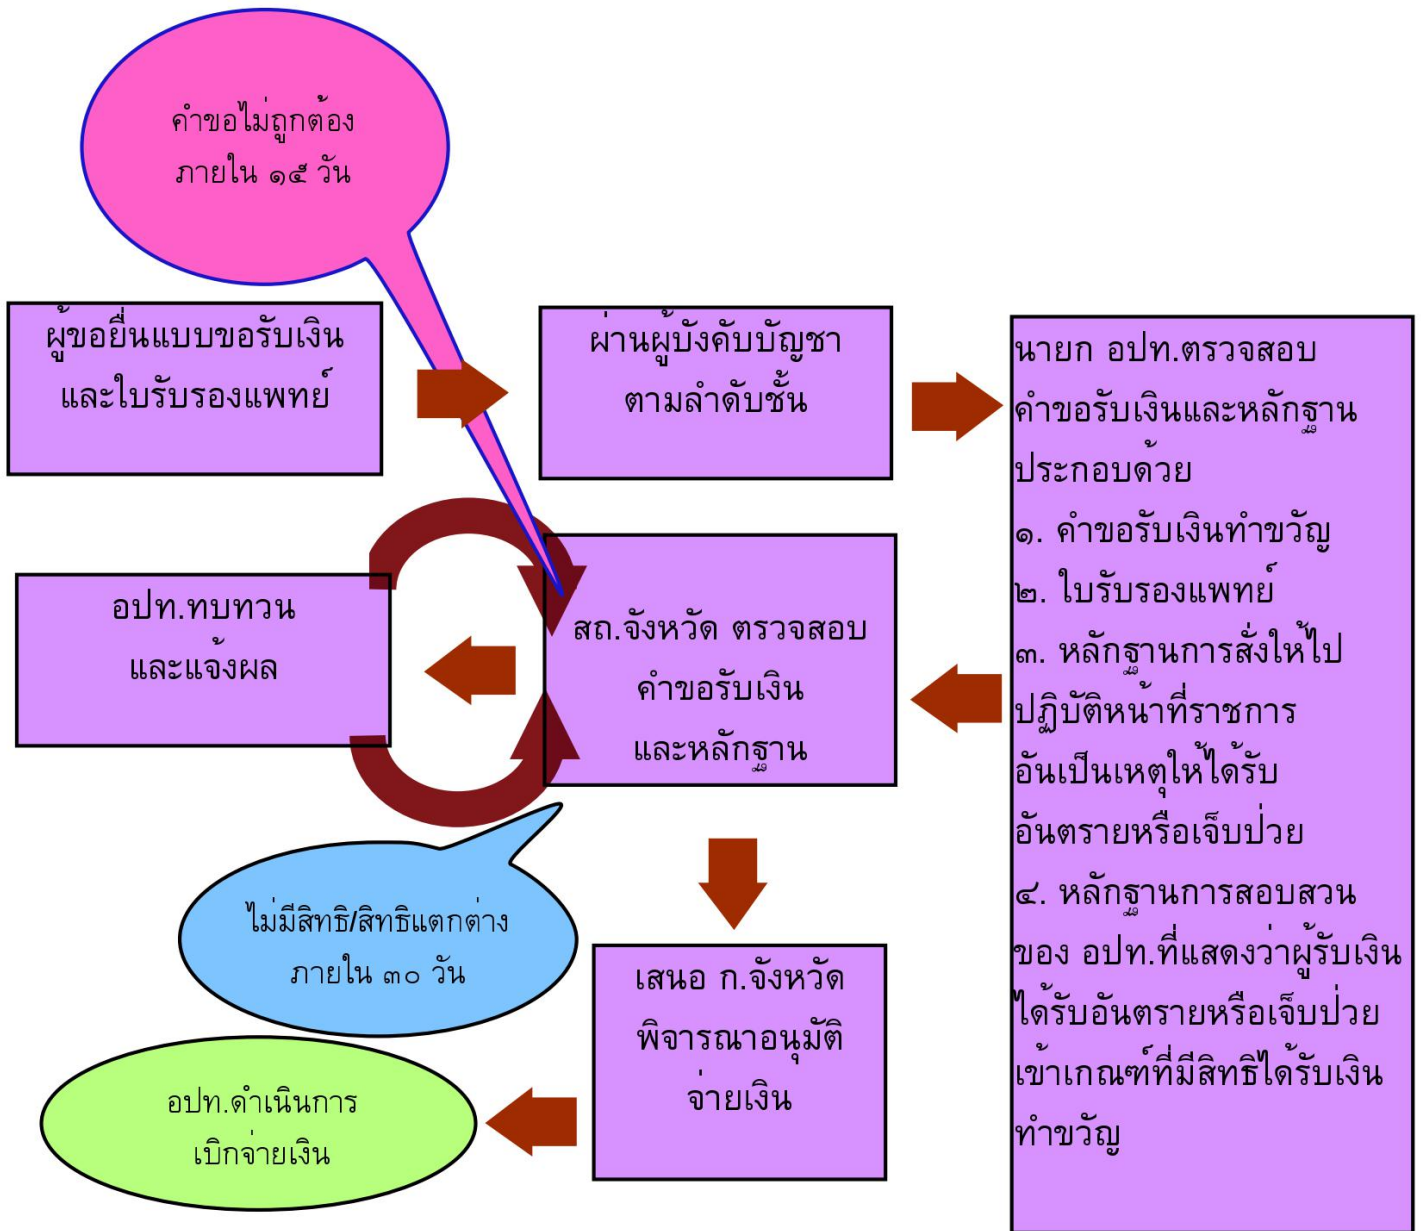 คำขอไม่ถูกต้อง
ภายใน ๑๕ วัน
ผู้ขอยื่นแบบขอรับเงิน
และใบรับรองแพทย์
ผ่านผู้บังคับบัญชา
ตามลำดับชั้น
นายก อปท.ตรวจสอบ
คำขอรับเงินและหลักฐาน
ประกอบด้วย
๑. คำขอรับเงินทำขวัญ
๒. ใบรับรองแพทย์
๓. หลักฐานการสั่งให้ไป
ปฏิบัติหน้าที่ราชการ
อันเป็นเหตุให้ได้รับ
อันตรายหรือเจ็บป่วย
๔. หลักฐานการสอบสวน
ของ อปท.ที่แสดงว่าผู้รับเงิน
ได้รับอันตรายหรือเจ็บป่วย
เข้าเกณฑ์ที่มีสิทธิได้รับเงิน
ทำขวัญ
สถ.จังหวัด ตรวจสอบ
คำขอรับเงิน
และหลักฐาน
อปท.ทบทวน
และแจ้งผล
ไม่มีสิทธิ/สิทธิแตกต่าง
ภายใน ๓๐ วัน
เสนอ ก.จังหวัด
พิจารณาอนุมัติ
จ่ายเงิน
อปท.ดำเนินการ
เบิกจ่ายเงิน